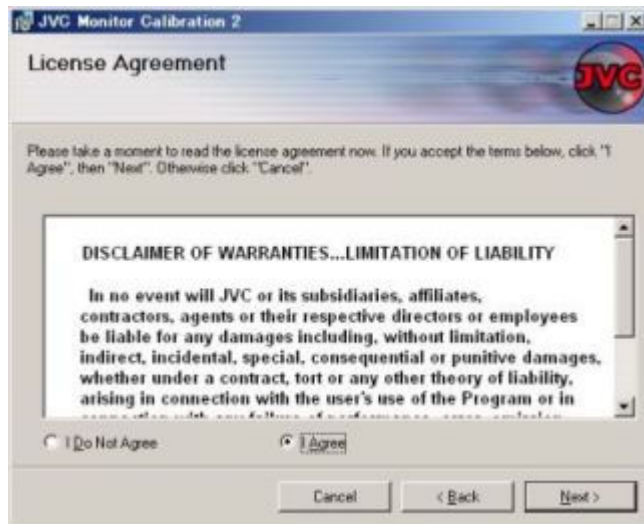 JVC Monitor Calibration 2
License Agreement
JVC
Please take a moment to read the license agreement now. If you accept the terms below, click "I
Agree", then "Next". Otherwise click "Cancel".
DISCLAIMER OF WARRANTIES...LIMITATION OF LIABILITY
In no event will JVC or its subsidiaries, affiliates,
contractors, agents or their respective directors or employees
be liable for any damages including, without limitation,
indirect, incidental, special, consequential or punitive damages,
whether under a contract, tort or any other theory of liability,
arising in connection with the user's use of the Program or in
I Do Not Agree
I Agree
Cancel
< Back
Next >